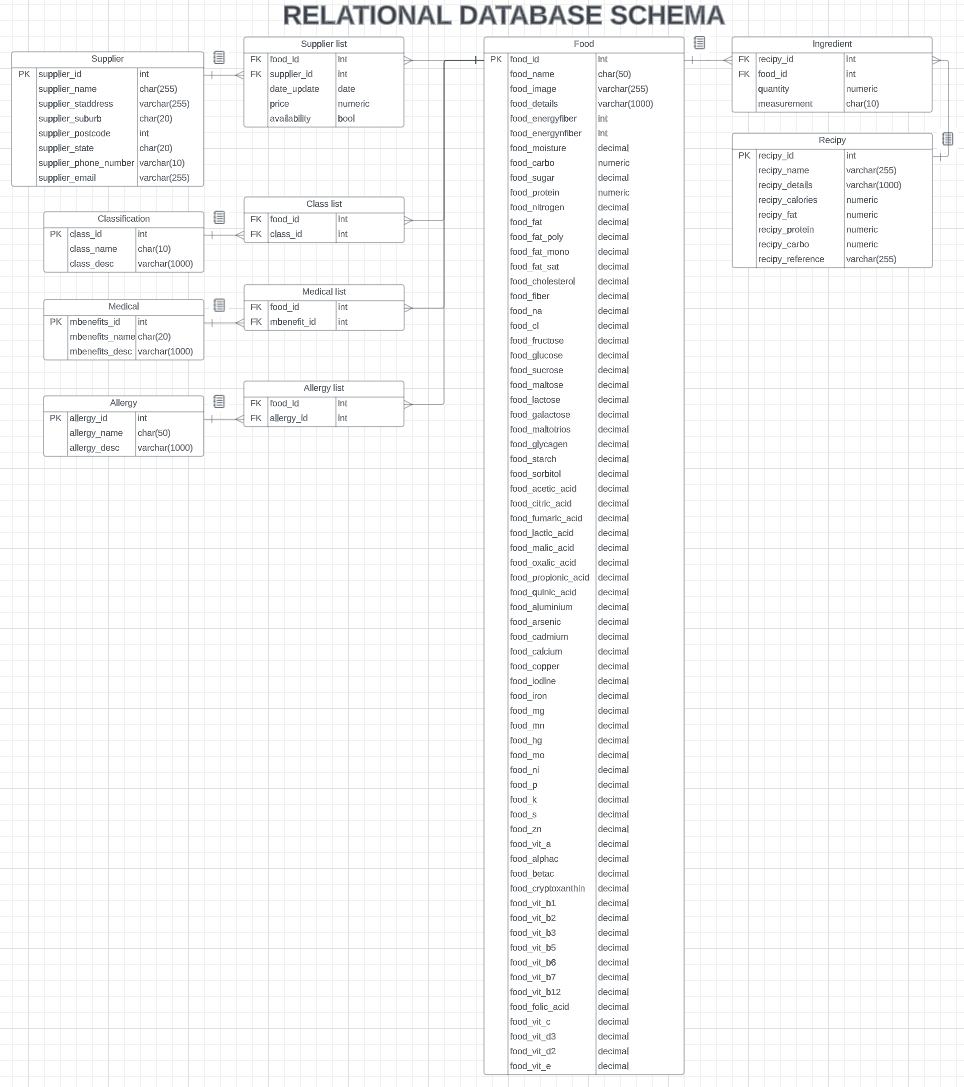 RELATIONAL DATABASE SCHEMA
Supplier
PK supplier_id int
supplier_name char(255)
supplier_staddress varchar(255)
supplier_suburb char(20)
supplier_postcode int
supplier_state char(20)
supplier_phone_number varchar(10)
supplier_email varchar(255)
Supplier list
FK food_id int
FK supplier_id int
date_update date
price numeric
availability bool
Classification
PK class_id int
class_name char(10)
class_desc varchar(1000)
Class list
FK food_id int
FK class_id int
Medical
PK mbenefits_id int
mbenefits_name char(20)
mbenefits_desc varchar(1000)
Medical list
FK food_id int
FK mbenefit_id int
Allergy
PK allergy_id int
allergy_name char(50)
allergy_desc varchar(1000)
Allergy list
FK food_id int
FK allergy_id int
Food
PK food_id int
food_name char(50)
food_image varchar(255)
food_details varchar(1000)
food_energyfiber int
food_energynfiber int
food_moisture decimal
food_carbo numeric
food_sugar decimal
food_protein numeric
food_nitrogen decimal
food_fat decimal
food_fat_poly decimal
food_fat_mono decimal
food_fat_sat decimal
food_cholesterol decimal
food_fiber decimal
food_na decimal
food_cl decimal
food_fructose decimal
food_glucose decimal
food_sucrose decimal
food_maltose decimal
food_lactose decimal
food_galactose decimal
food_maltotrios decimal
food_glycagen decimal
food_starch decimal
food_sorbitol decimal
food_acetic_acid decimal
food_citric_acid decimal
food_fumaric_acid decimal
food_lactic_acid decimal
food_malic_acid decimal
food_oxalic_acid decimal
food_propionic_acid decimal
food_quinic_acid decimal
food_aluminium decimal
food_arsenic decimal
food_cadmium decimal
food_calcium decimal
food_copper decimal
food_iodine decimal
food_iron decimal
food_mg decimal
food_mn decimal
food_hg decimal
food_mo decimal
food_ni decimal
food_p decimal
food_k decimal
food_s decimal
food_zn decimal
food_vit_a decimal
food_alphac decimal
food_betac decimal
food_cryptoxanthin decimal
food_vit_b1 decimal
food_vit_b2 decimal
food_vit_b3 decimal
food_vit_b5 decimal
food_vit_b6 decimal
food_vit_b7 decimal
food_vit_b12 decimal
food_folic_acid decimal
food_vit_c decimal
food_vit_d3 decimal
food_vit_d2 decimal
food_vit_e decimal
Ingredient
FK recipy_id int
FK food_id int
quantity numeric
measurement char(10)
Recipy
PK recipy_id int
recipy_name varchar(255)
recipy_details varchar(1000)
recipy_calories numeric
recipy_fat numeric
recipy_protein numeric
recipy_carbo numeric
recipy_reference varchar(255)